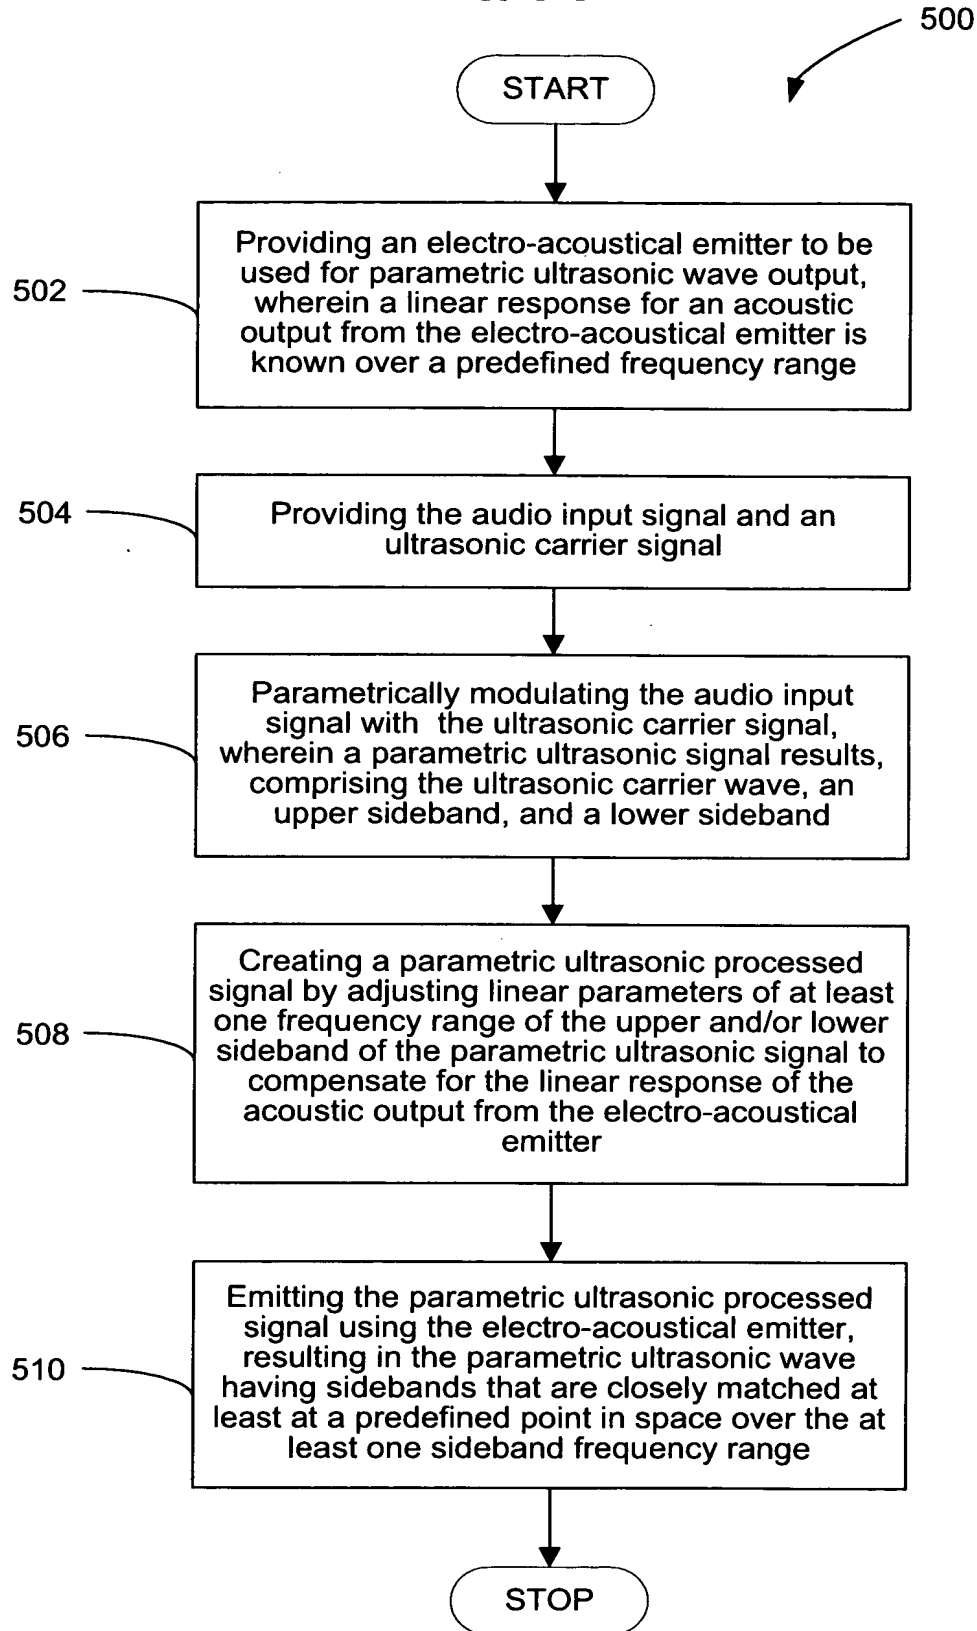 500
START
502
Providing an electro-acoustical emitter to be
used for parametric ultrasonic wave output,
wherein a linear response for an acoustic
output from the electro-acoustical emitter is
known over a predefined frequency range
504
Providing the audio input signal and an
ultrasonic carrier signal
506
Parametrically modulating the audio input
signal with the ultrasonic carrier signal,
wherein a parametric ultrasonic signal results,
comprising the ultrasonic carrier wave, an
upper sideband, and a lower sideband
508
Creating a parametric ultrasonic processed
signal by adjusting linear parameters of at least
one frequency range of the upper and/or lower
sideband of the parametric ultrasonic signal to
compensate for the linear response of the
acoustic output from the electro-acoustical
emitter
510
Emitting the parametric ultrasonic processed
signal using the electro-acoustical emitter,
resulting in the parametric ultrasonic wave
having sidebands that are closely matched at
least at a predefined point in space over the at
least one sideband frequency range
STOP